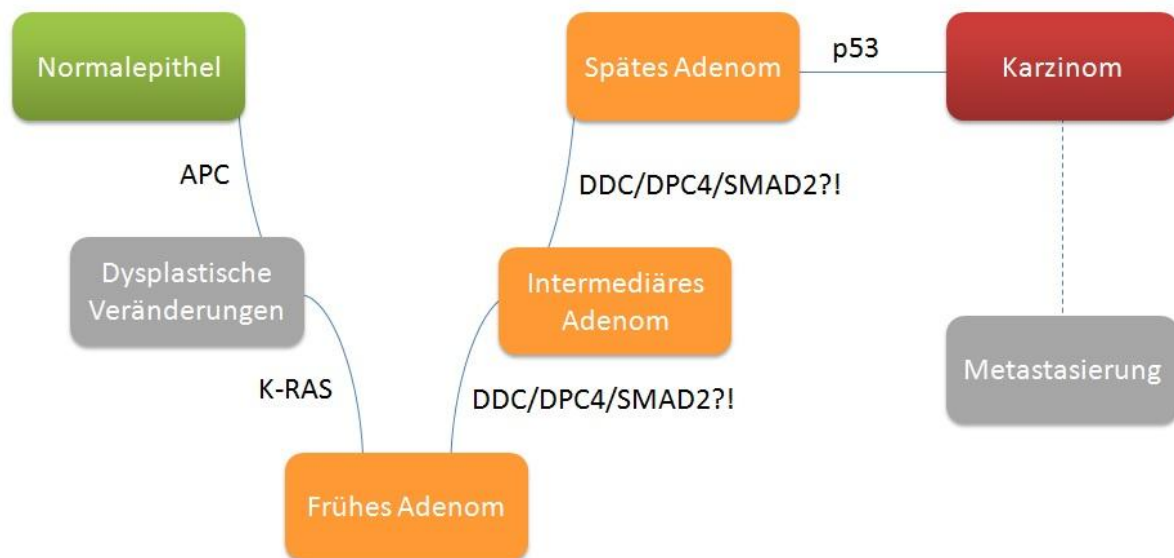 Normalepithel
APC
Dysplastische
Veränderungen
K-RAS
Frühes Adenom
DDC/DPC4/SMAD2?!
Intermediäres
Adenom
DDC/DPC4/SMAD2?!
Spätes Adenom
p53
Karzinom
Metastasierung